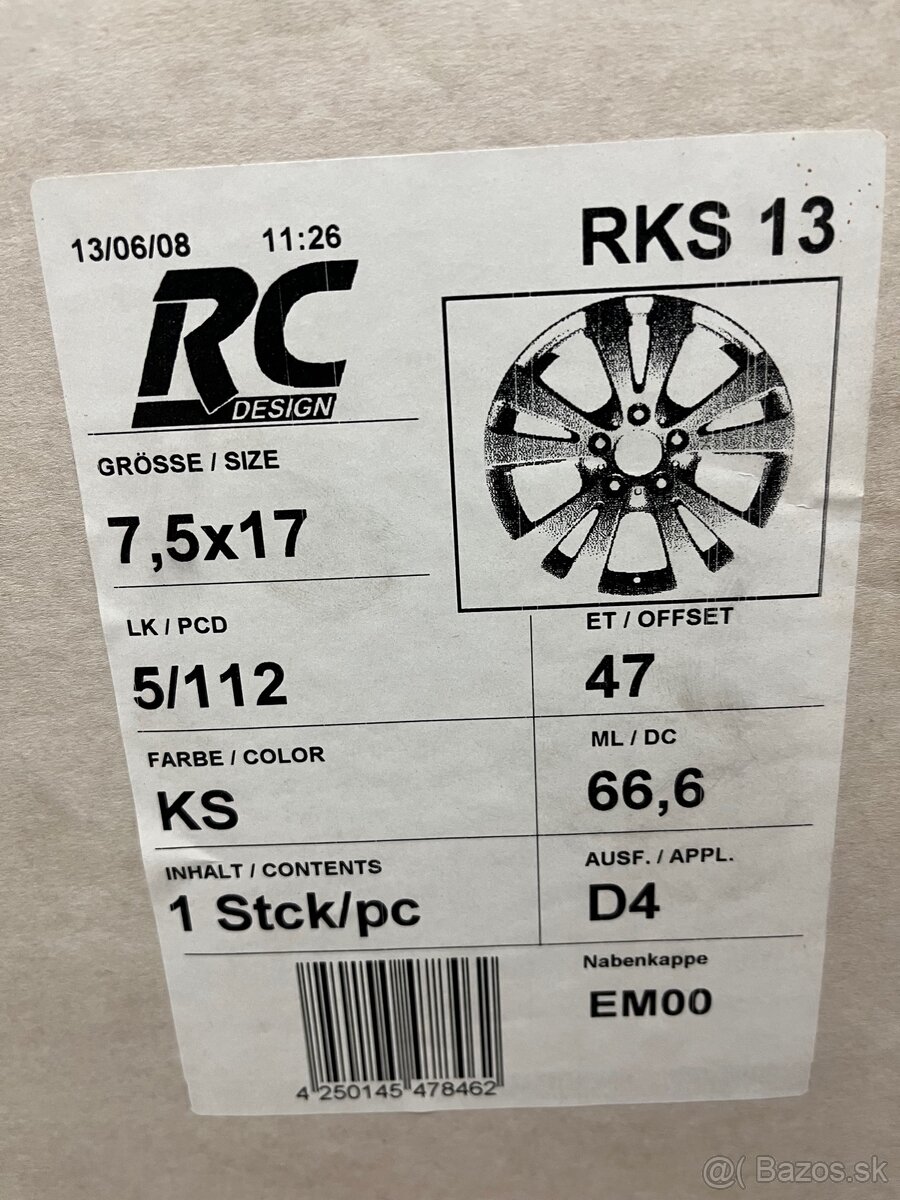 13/06/08 11:26
RKS 13
RC
DESIGN
GRÖSSE / SIZE
7,5x17
LK / PCD
5/112
ET / OFFSET
47
FARBE / COLOR
KS
ML / DC
66,6
INHALT / CONTENTS
1 Stck/pc
AUSF. / APPL.
D4
Nabenkappe
EM00
4 250145 478462
@( Bazos.sk